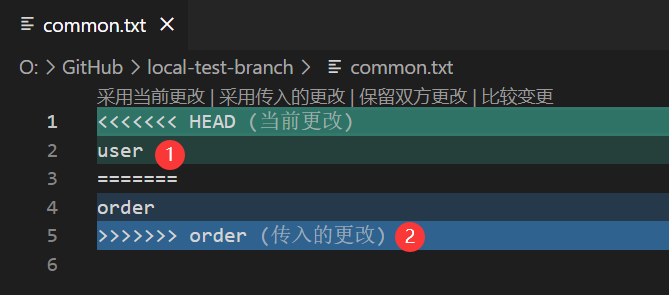 common.txt ×
O: > GitHub > local-test-branch > common.txt
采用当前更改 | 采用传入的更改 | 保留双方更改 | 比较变更
1 <<<<<<< HEAD (当前更改)
2 user 1
3 =======
4 order
5 >>>>>>> order (传入的更改) 2
6